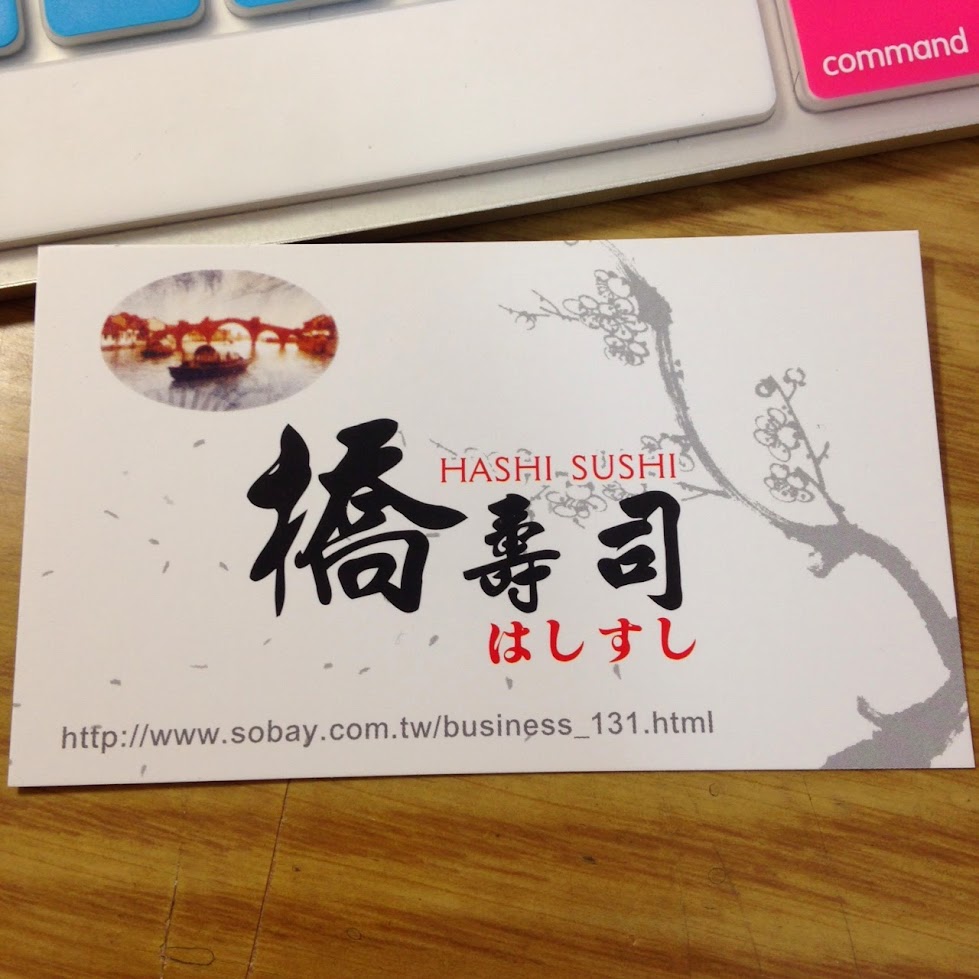 command
HASHI SUSHI
橋壽司
はしすし
http://www.sobay.com.tw/business_131.html